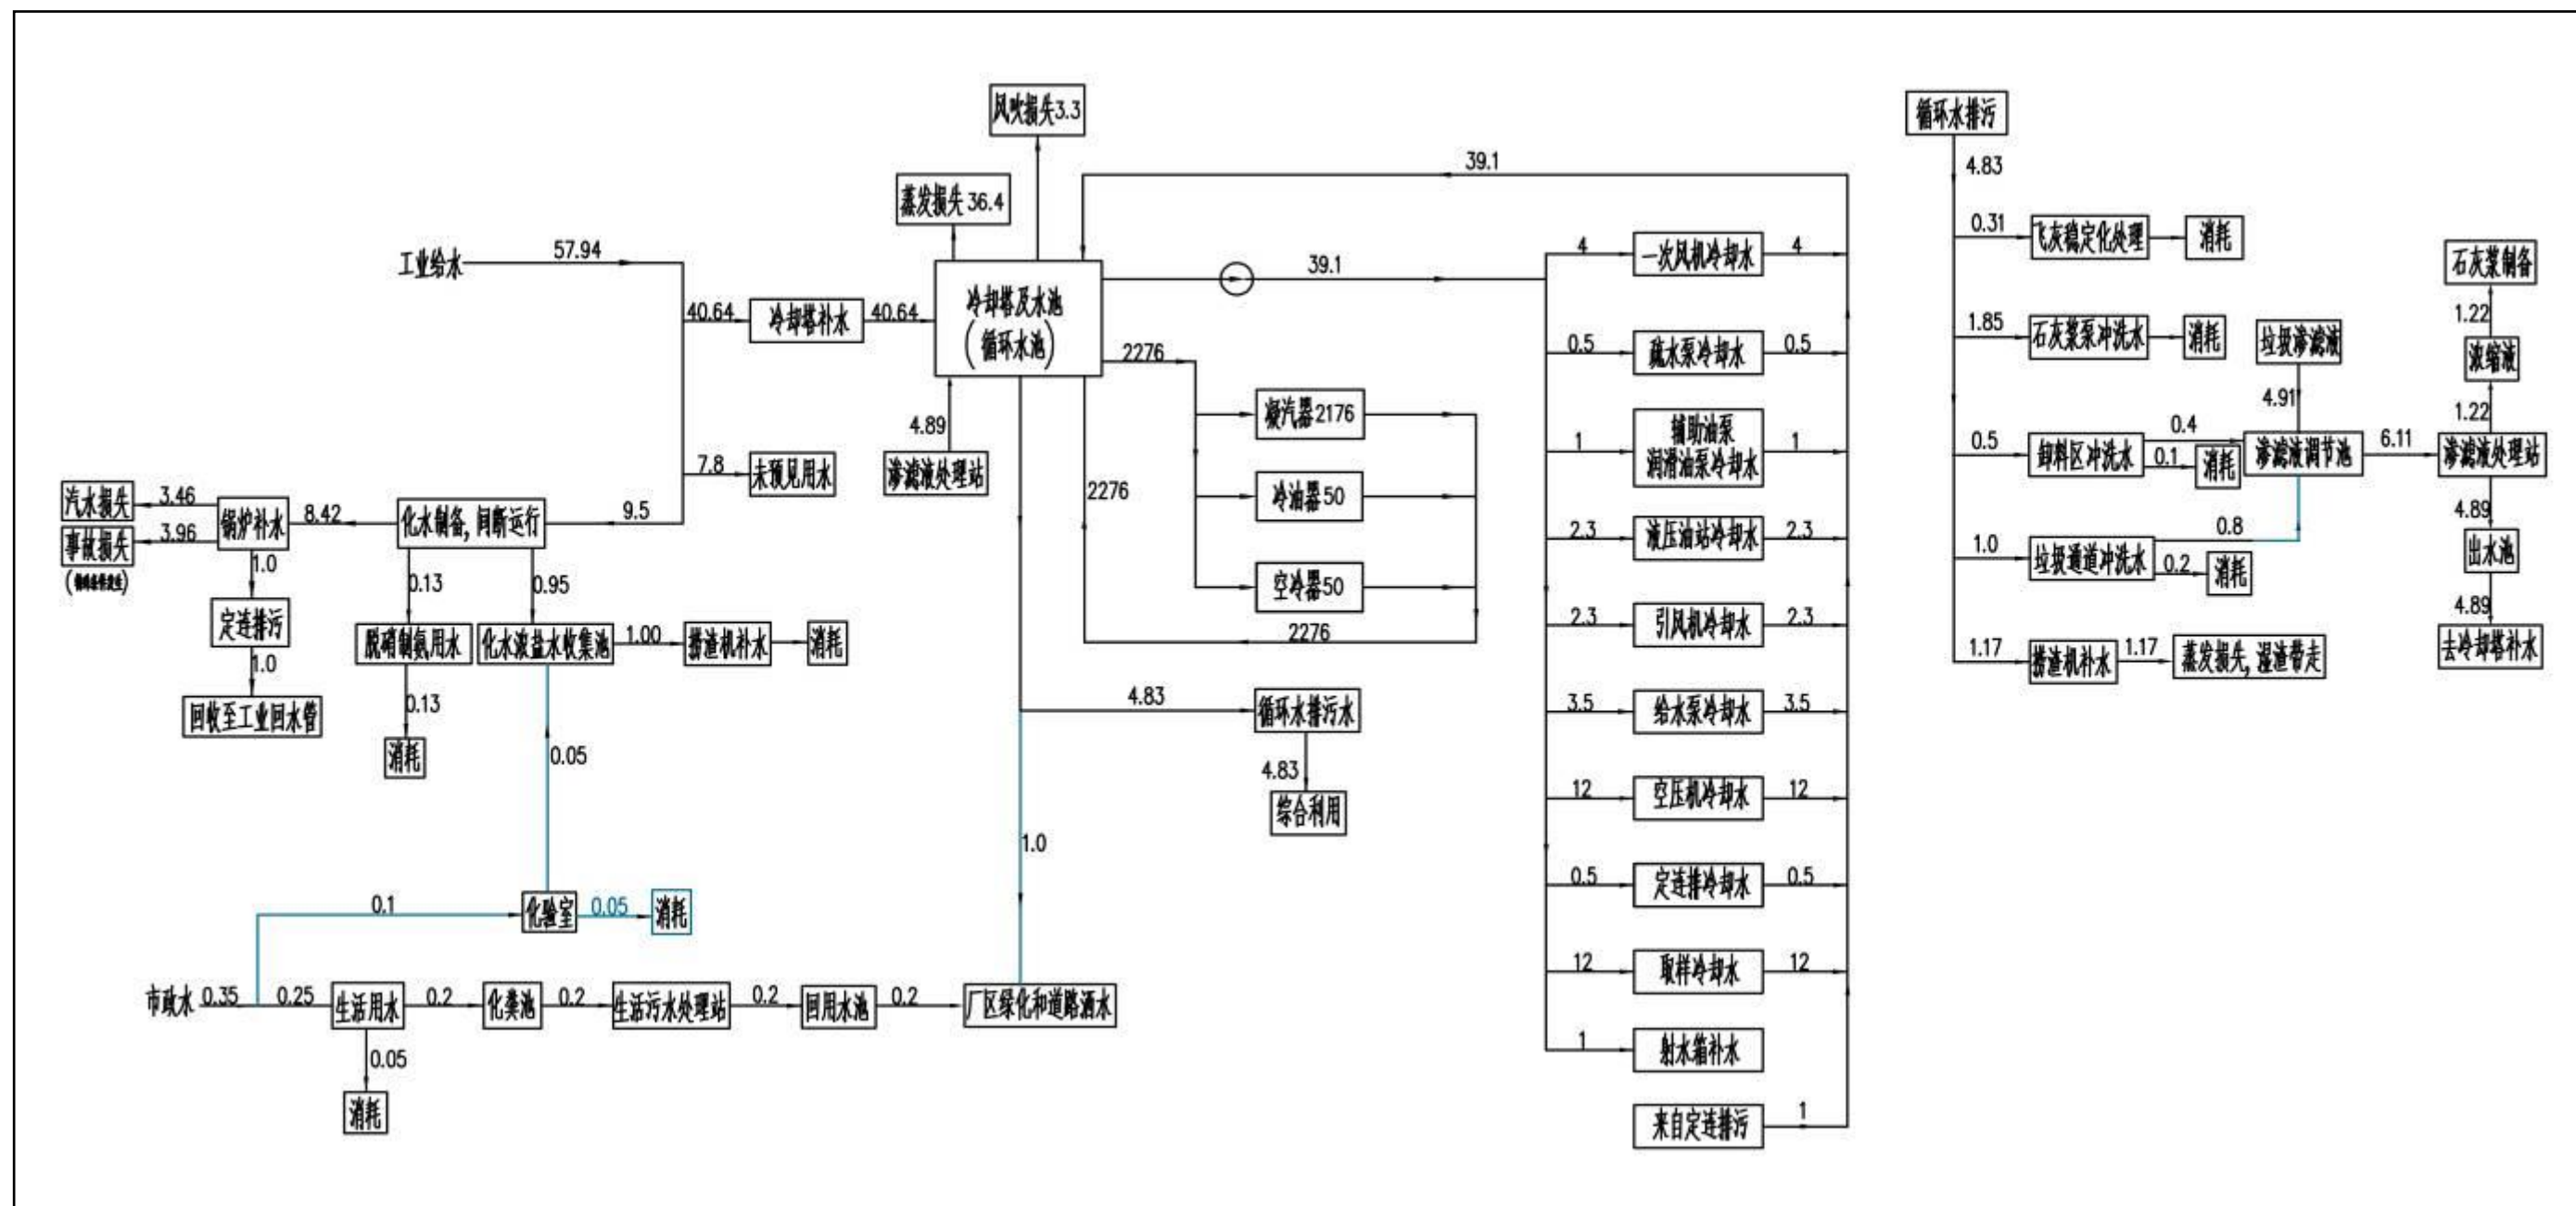 风吹损失3.3
蒸发损失 36.4
39.1
工业给水
57.94
40.64
冷却塔补水
40.64
冷却塔及水池
(循环水池)
39.1
2276
凝汽器2176
冷油器50
空冷器50
2276
2276
4.89
渗滤液处理站
7.8
未预见用水
9.5
化水制备,间断运行
8.42
锅炉补水
3.46
汽水损失
3.96
事故损失
1.0
定连排污
1.0
回收至工业回水管
0.13
脱硝制氨用水
0.13
消耗
0.95
化水浓盐水收集池
1.00
捞渣机补水
消耗
0.05
4.83
循环水排污水
4.83
综合利用
1.0
0.1
化验室
0.05
消耗
市政水
0.35
0.25
生活用水
0.2
化粪池
0.2
生活污水处理站
0.2
回用水池
0.2
厂区绿化和道路洒水
0.05
消耗
4
一次风机冷却水
4
0.5
疏水泵冷却水
0.5
1
辅助油泵
润滑油泵冷却水
1
2.3
液压油站冷却水
2.3
2.3
引风机冷却水
2.3
3.5
给水泵冷却水
3.5
12
空压机冷却水
12
0.5
定连排冷却水
0.5
12
取样冷却水
12
1
射水箱补水
来自定连排污
1
循环水排污
4.83
0.31
飞灰稳定化处理
消耗
1.85
石灰浆泵冲洗水
消耗
0.5
卸料区冲洗水
0.4
0.1
消耗
垃圾渗滤液
4.91
渗滤液调节池
6.11
渗滤液处理站
1.22
浓缩液
1.22
石灰浆制备
4.89
出水池
4.89
去冷却塔补水
1.0
垃圾通道冲洗水
0.8
0.2
消耗
1.17
捞渣机补水
1.17
蒸发损失,湿渣带走